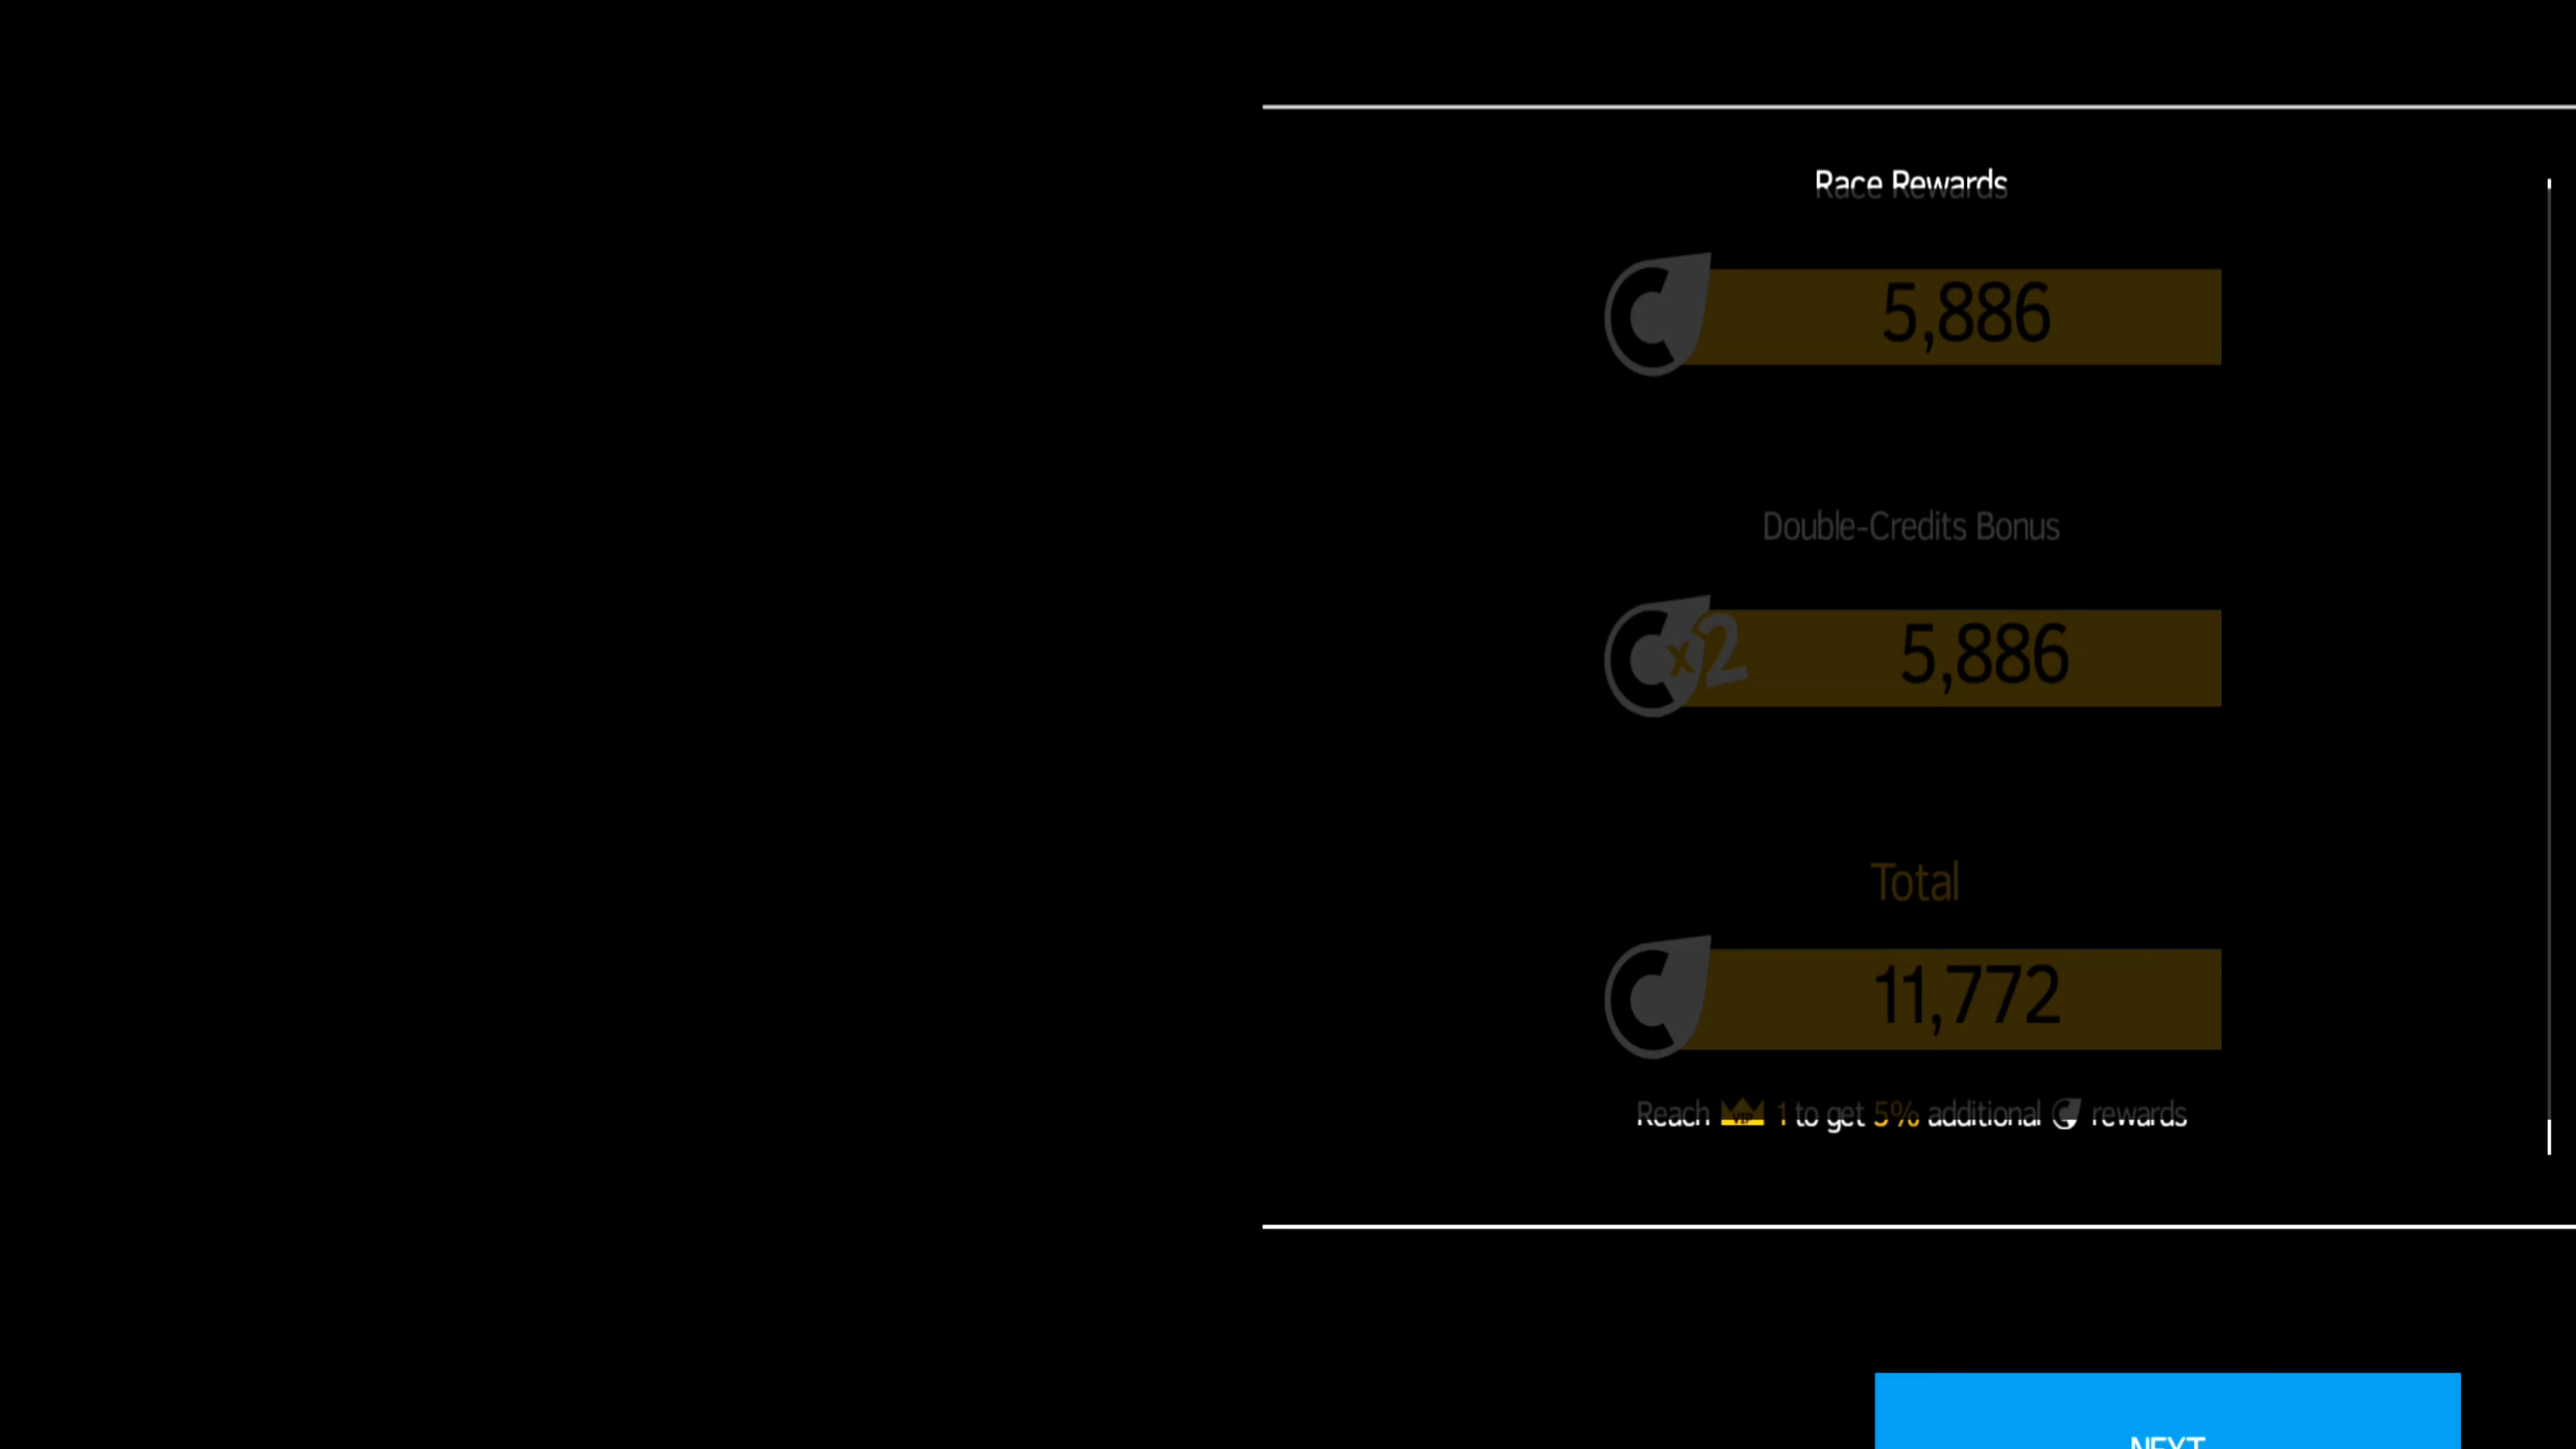 Race Rewards
5,886
Double-Credits Bonus
x2 5,886
Total
11,772
Reach VIP 1 to get 5% additional rewards
NEXT